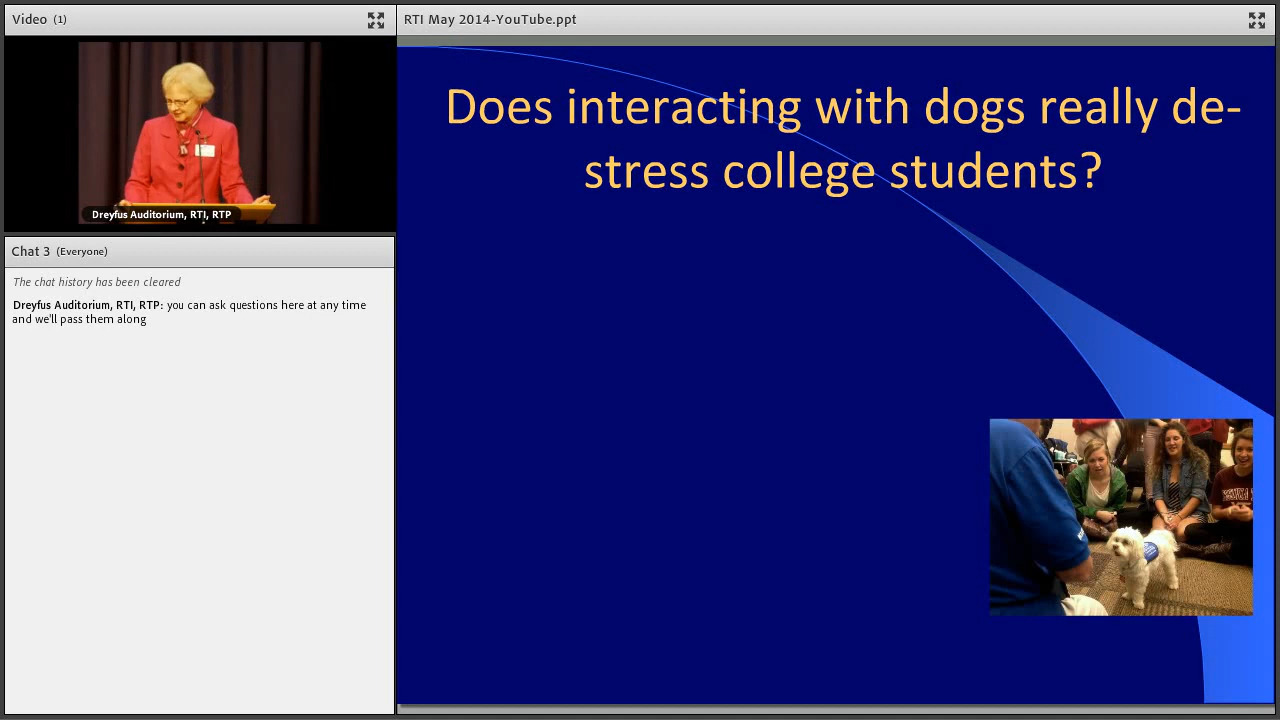 Video (1)
RTI May 2014-YouTube.ppt
Dreyfus Auditorium, RTI, RTP
Chat 3 (Everyone)
The chat history has been cleared
Dreyfus Auditorium, RTI, RTP: you can ask questions here at any time
and we'll pass them along
Does interacting with dogs really de-
stress college students?